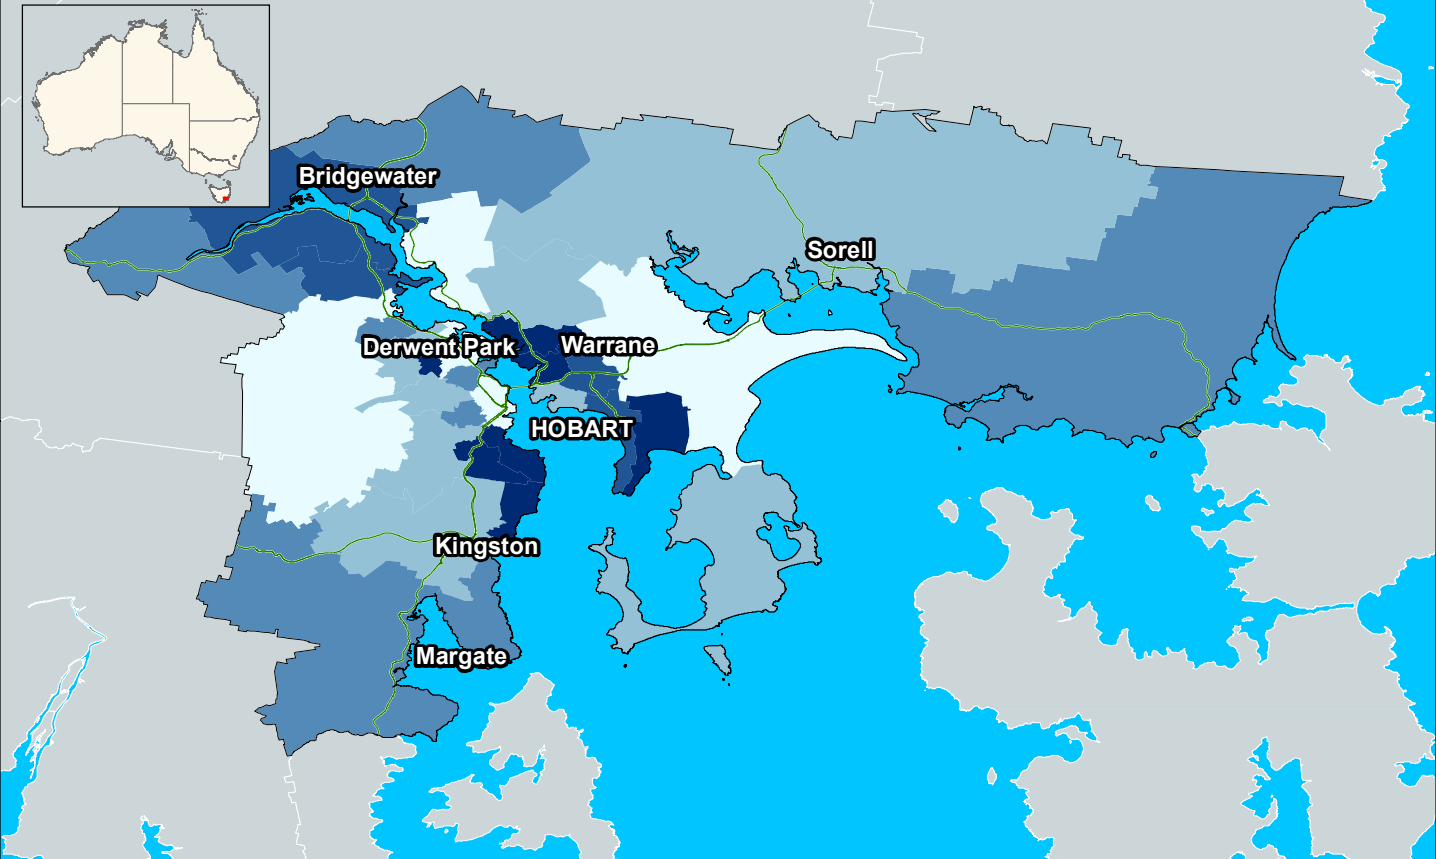 Bridgewater
Sorell
Derwent Park
Warrane
HOBART
Kingston
Margate